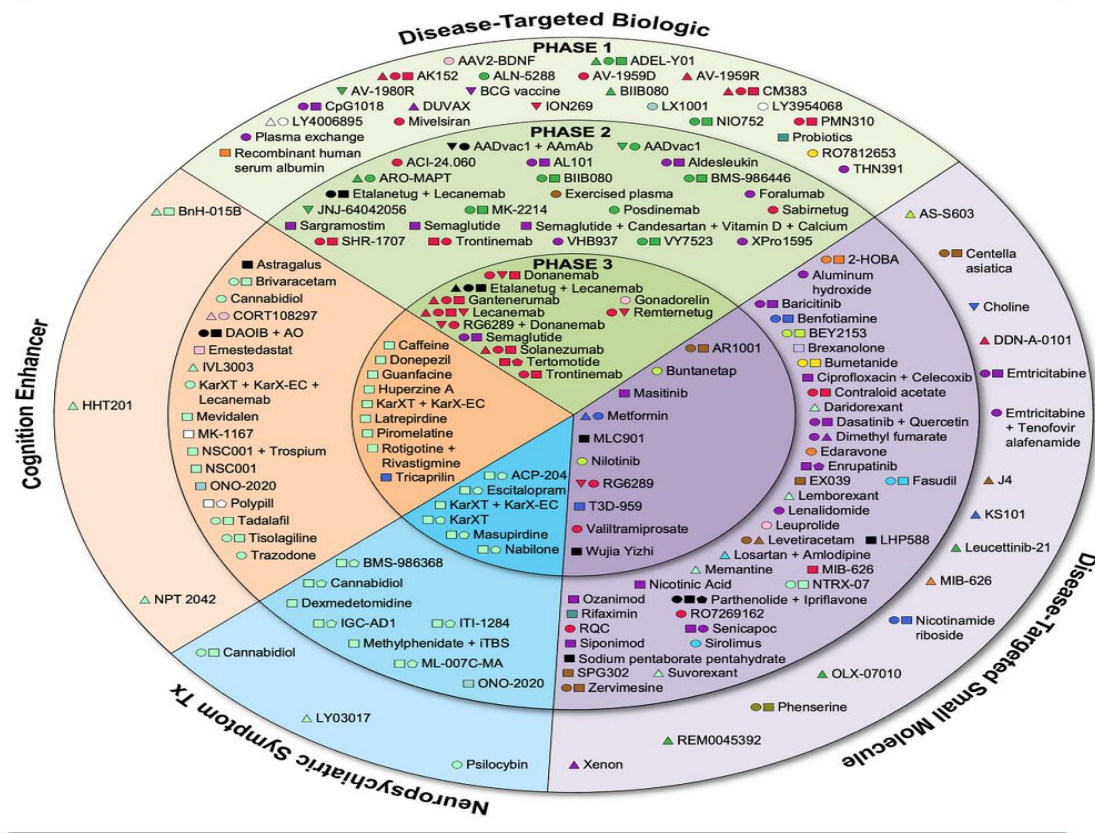 Disease-Targeted Biologic
PHASE 1
AAV2-BDNF
ADEL-Y01
AK152
ALN-5288
AV-1959D
AV-1959R
AV-1980R
BCG vaccine
BIIB080
CM383
CpG1018
DUVAX
ION269
LX1001
LY3954068
LY4006895
Mivelsiran
NIO752
PMN310
Plasma exchange
Probiotics
Recombinant human
serum albumin
RO7812653
THN391
PHASE 2
AADvac1 + AAmAb
AADvac1
ACI-24.060
AL101
Aldesleukin
ARO-MAPT
BIIB080
BMS-986446
Etalanetug + Lecanemab
Exercised plasma
Foralumab
JNJ-64042056
MK-2214
Posdinemab
Sabirnetug
Sargramostim
Semaglutide
Semaglutide + Candesartan + Vitamin D + Calcium
SHR-1707
Trontinemab
VHB937
VY7523
XPro1595
PHASE 3
Donanemab
Etalanetug + Lecanemab
Gantenerumab
Gonadorelin
Lecanemab
Remternetug
RG6289 + Donanemab
Semaglutide
Solanezumab
Tertomotide
Trontinemab
Cognition Enhancer
BnH-015B
HHT201
NPT 2042
Astragalus
Brivaracetam
Cannabidiol
CORT108297
DAOIB + AO
Emestedastat
IVL3003
KarXT + KarX-EC +
Lecanemab
Mevidalen
MK-1167
NSC001 + Trospium
NSC001
ONO-2020
Polypill
Tadalafil
Tisolagiline
Trazodone
Caffeine
Donepezil
Guanfacine
Huperzine A
KarXT + KarX-EC
Latrepirdine
Piromelatine
Rotigotine +
Rivastigmine
Tricaprilin
Neuropsychiatric Symptom Tx
ACP-204
Escitalopram
KarXT + KarX-EC
KarXT
Masupirdine
Nabilone
BMS-986368
Cannabidiol
Dexmedetomidine
IGC-AD1
ITI-1284
Methylphenidate + iTBS
ML-007C-MA
ONO-2020
Cannabidiol
LY03017
Psilocybin
Disease-Targeted Small Molecule
AR1001
Buntanetap
Masitinib
Metformin
MLC901
Nilotinib
RG6289
T3D-959
Valiltramiprosate
Wujia Yizhi
2-HOBA
Aluminum
hydroxide
Baricitinib
Benfotiamine
BEY2153
Brexanolone
Bumetanide
Ciprofloxacin + Celecoxib
Contraloid acetate
Daridorexant
Dasatinib + Quercetin
Dimethyl fumarate
Edaravone
Enrupatinib
EX039
Fasudil
Lemborexant
Lenalidomide
Leuprolide
Levetiracetam
LHP588
Losartan + Amlodipine
Memantine
MIB-626
Nicotinic Acid
NTRX-07
Ozanimod
Parthenolide + Ipriflavone
Rifaximin
RO7269162
RQC
Senicapoc
Siponimod
Sirolimus
Sodium pentaborate pentahydrate
SPG302
Suvorexant
Zervimesine
AS-S603
Centella
asiatica
Choline
DDN-A-0101
Emtricitabine
Emtricitabine
+ Tenofovir
alafenamide
J4
KS101
Leucettinib-21
MIB-626
Nicotinamide
riboside
OLX-07010
Phenserine
REM0045392
Xenon